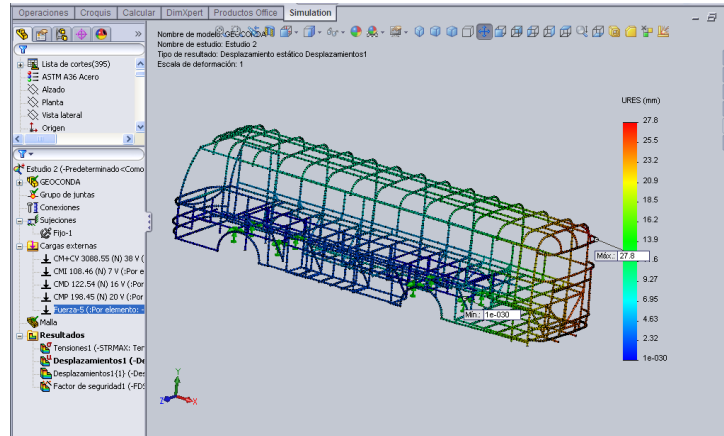 Operaciones Croquis Calcular DimXpert Productos Office Simulation
Nombre de modelo: GEOCONDA
Nombre de estudio: Estudio 2
Tipo de resultado: Desplazamiento estático Desplazamientos1
Escala de deformación: 1
Lista de cortes(395)
ASTM A36 Acero
Alzado
Planta
Vista lateral
Origen
Estudio 2 (-Predeterminado<Como
GEOCONDA
Grupo de juntas
Conexiones
Sujeciones
Fijo-1
Cargas externas
CM+CV 3088.55 (N) 38 V (
CMI 108.46 (N) 7 V (:Por e
CMD 122.54 (N) 16 V (:Por
CMP 198.45 (N) 20 V (:Por
Fuerza-5 (:Por elemento: -
Malla
Resultados
Tensiones1 (-STRMAX: Ter
Desplazamientos1 (-De
Desplazamientos1{1} (-Des
Factor de seguridad1 (-FDS
URES (mm)
27.8
25.5
23.2
20.9
18.5
16.2
13.9
.6
9.27
6.95
4.63
2.32
1e-030
Máx.: 27.8
Mín.: 1e-030
Y
Z
X